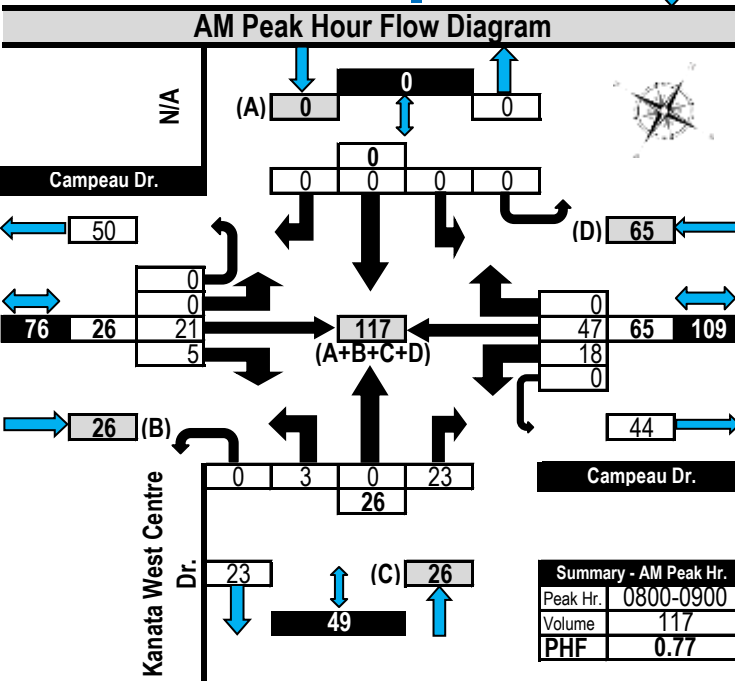 AM Peak Hour Flow Diagram
N/A
0
(A) 0 0
0
Campeau Dr.
0 0 0 0
50
(D) 65
0
0 0
76 26 21 117 47 65 109
5 (A+B+C+D) 18
0
26 (B)
44
0 3 0 23
26
Campeau Dr.
Kanata West Centre
Dr.
23 (C) 26
49
Summary - AM Peak Hr.
Peak Hr. 0800-0900
Volume 117
PHF 0.77